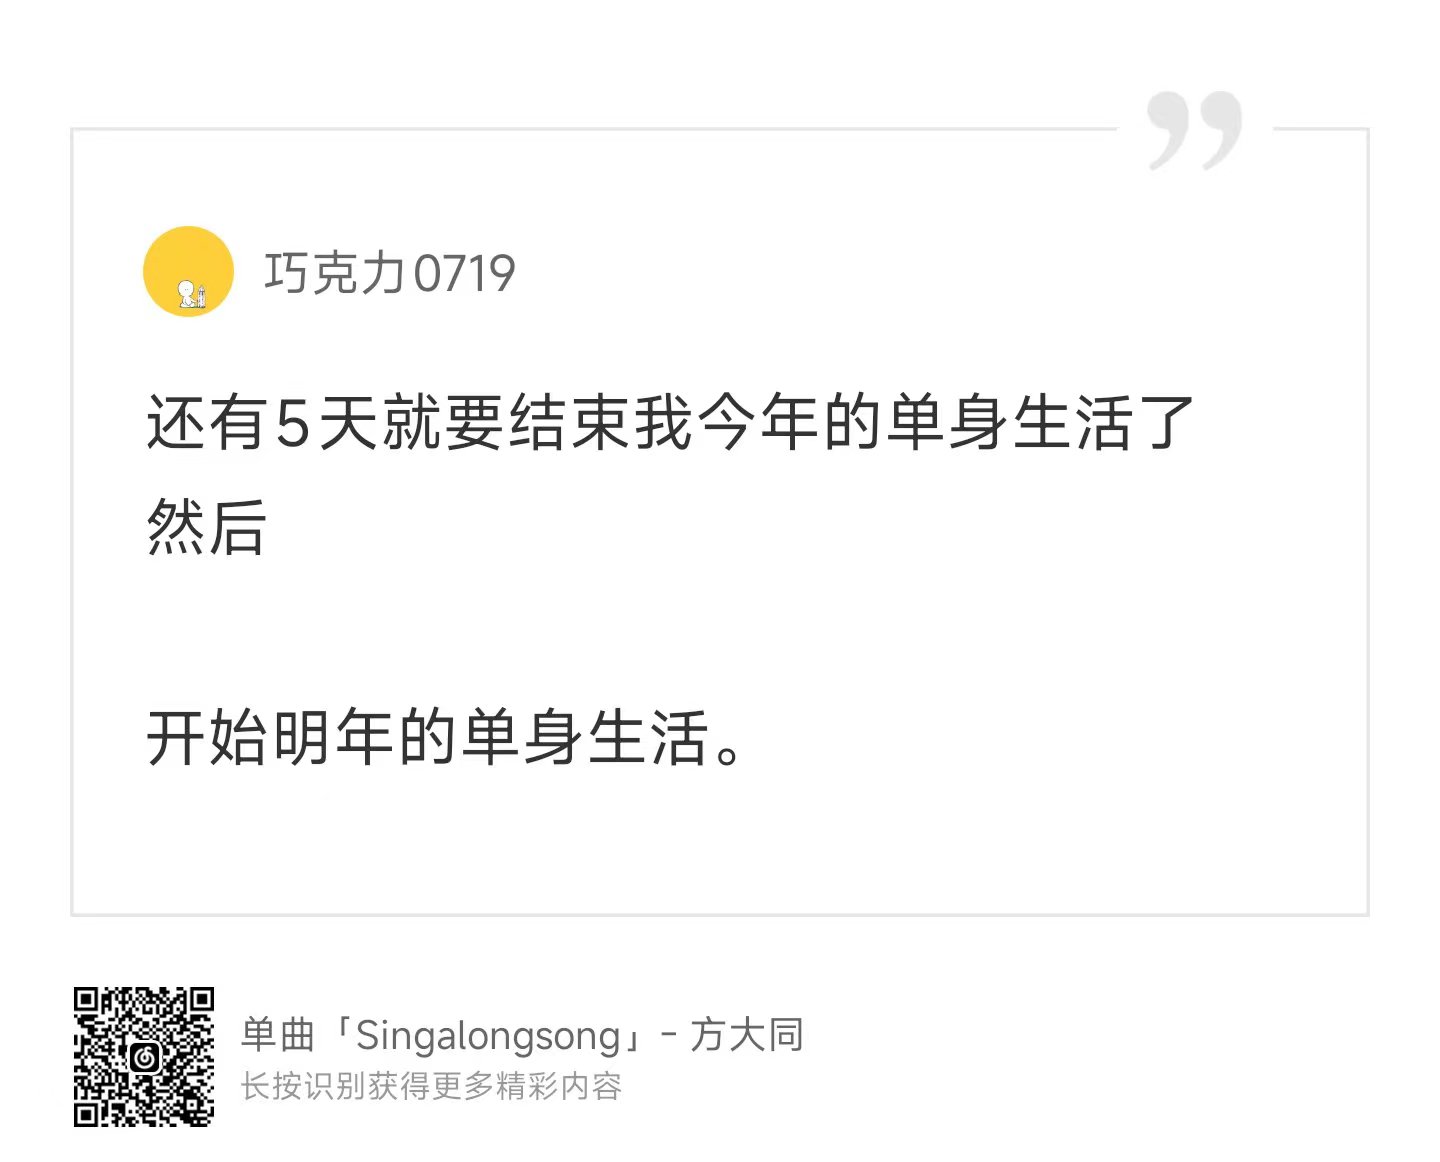 巧克力0719
还有5天就要结束我今年的单身生活了
然后
开始明年的单身生活。
单曲「Singalongsong」- 方大同
长按识别获得更多精彩内容